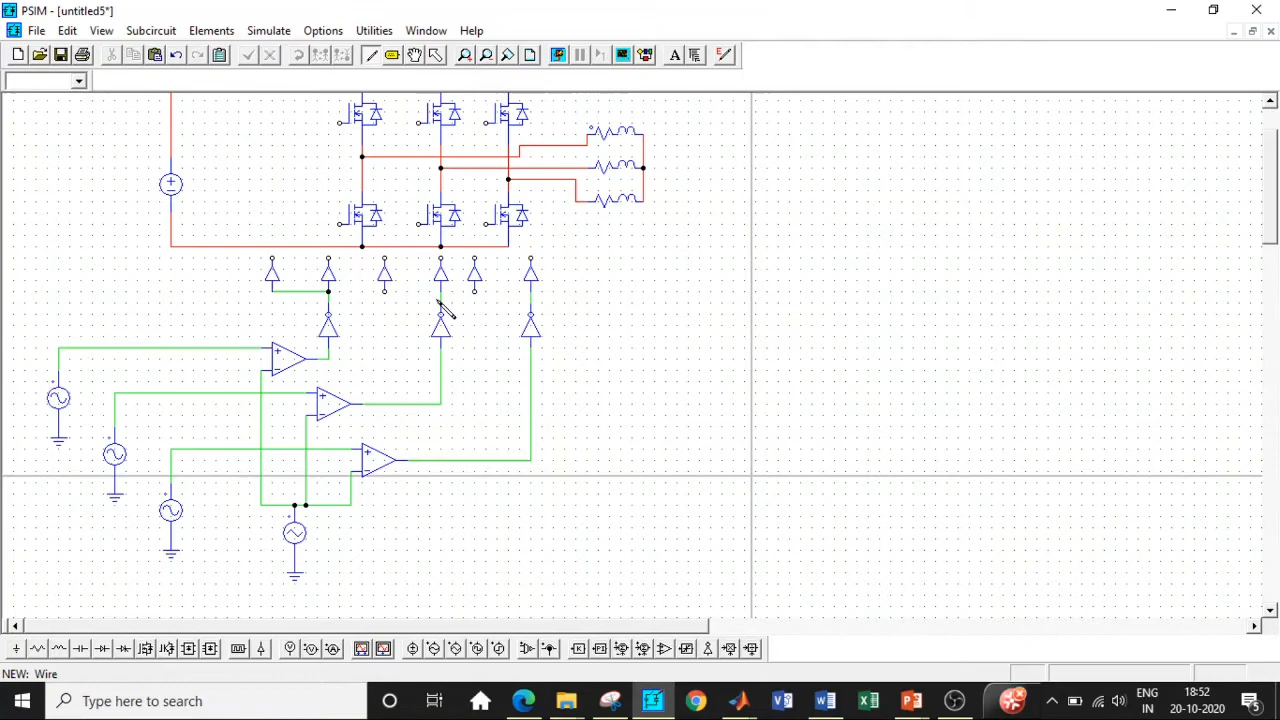 PSIM - [untitled5*]
File Edit View Subcircuit Elements Simulate Options Utilities Window Help
NEW: Wire
Type here to search
ENG
IN
18:52
20-10-2020
5